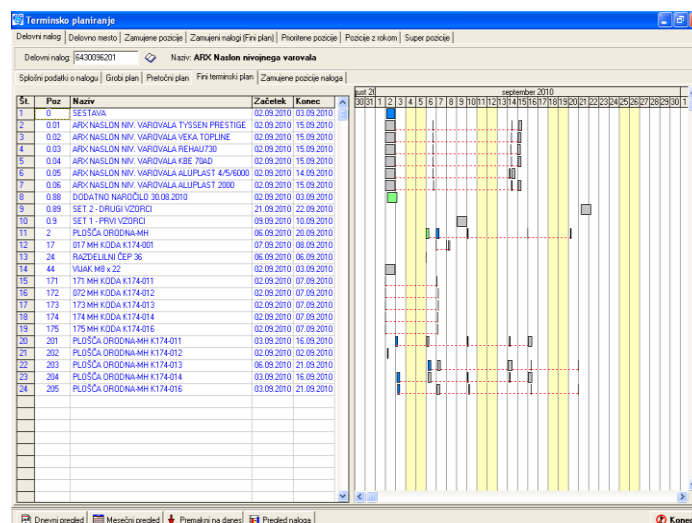 Terminsko planiranje
Delovni nalog Delovno mesto Zamujene pozicije Zamujeni nalogi (Fini plan) Prioritene pozicije Pozicije z rokom Super pozicije
Delovni nalog: 6430096201 Naziv: ARX Naslon nivojnega varovala
Splošni podatki o nalogu Grobi plan Pretočni plan Fini terminski plan Zamujene pozicije naloga
gust 20 september 2010
Št. Poz Naziv Začetek Konec 30 31 1 2 3 4 5 6 7 8 9 10 11 12 13 14 15 16 17 18 19 20 21 22 23 24 25 26 27 28 29 30 1
1 0 SESTAVA 02.09.2010 03.09.2010
2 0.01 ARX NASLON NIV. VAROVALA TYSSEN PRESTIGE 02.09.2010 15.09.2010
3 0.02 ARX NASLON NIV. VAROVALA VEKA TOPLINE 02.09.2010 15.09.2010
4 0.03 ARX NASLON NIV. VAROVALA REHAU730 02.09.2010 15.09.2010
5 0.04 ARX NASLON NIV. VAROVALA KBE 70AD 02.09.2010 15.09.2010
6 0.05 ARX NASLON NIV. VAROVALA ALUPLAST 4/5/6000 02.09.2010 14.09.2010
7 0.06 ARX NASLON NIV. VAROVALA ALUPLAST 2000 02.09.2010 15.09.2010
8 0.88 DODATNO NAROČILO 30.08.2010 02.09.2010 03.09.2010
9 0.89 SET 2 - DRUGI VZORCI 21.09.2010 22.09.2010
10 0.9 SET 1 - PRVI VZORCI 09.09.2010 10.09.2010
11 2 PLOŠČA ORODNA-MH 06.09.2010 20.09.2010
12 17 017 MH KODA K174-001 07.09.2010 08.09.2010
13 24 RAZDELILNI ČEP 36 06.09.2010 06.09.2010
14 44 VIJAK M8 x 22 02.09.2010 03.09.2010
15 171 171 MH KODA K174-011 02.09.2010 07.09.2010
16 172 072 MH KODA K174-012 02.09.2010 07.09.2010
17 173 173 MH KODA K174-013 02.09.2010 07.09.2010
18 174 174 MH KODA K174-014 02.09.2010 07.09.2010
19 175 175 MH KODA K174-016 02.09.2010 07.09.2010
20 201 PLOŠČA ORODNA-MH K174-011 03.09.2010 16.09.2010
21 202 PLOŠČA ORODNA-MH K174-012 02.09.2010 02.09.2010
22 203 PLOŠČA ORODNA-MH K174-013 06.09.2010 21.09.2010
23 204 PLOŠČA ORODNA-MH K174-014 03.09.2010 16.09.2010
24 205 PLOŠČA ORODNA-MH K174-016 03.09.2010 21.09.2010
Dnevni pregled Mesečni pregled Premakni na danes Pregled naloga Konec